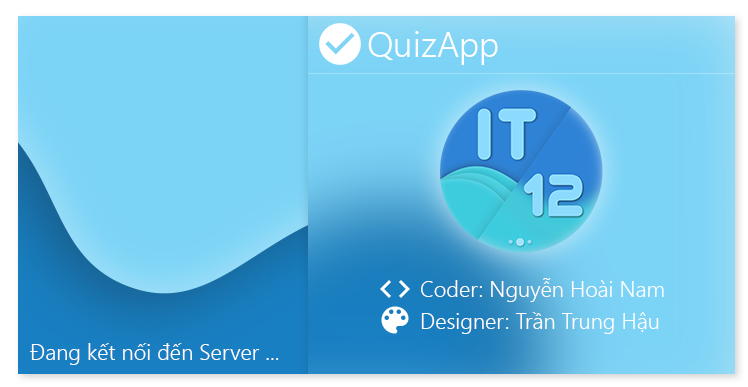 QuizApp
IT
12
Coder: Nguyễn Hoài Nam
Designer: Trần Trung Hậu
Đang kết nối đến Server ...